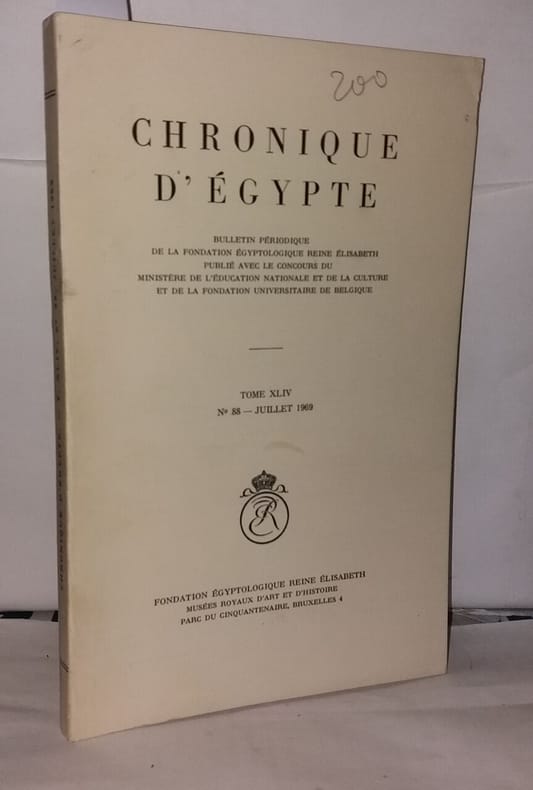 200
CHRONIQUE
D'ÉGYPTE
BULLETIN PÉRIODIQUE
DE LA FONDATION ÉGYPTOLOGIQUE REINE ÉLISABETH
PUBLIÉ AVEC LE CONCOURS DU
MINISTÈRE DE L'ÉDUCATION NATIONALE ET DE LA CULTURE
ET DE LA FONDATION UNIVERSITAIRE DE BELGIQUE
TOME XLIV
Nº 88 — JUILLET 1969
FONDATION ÉGYPTOLOGIQUE REINE ÉLISABETH
MUSÉES ROYAUX D'ART ET D'HISTOIRE
PARC DU CINQUANTENAIRE, BRUXELLES 4